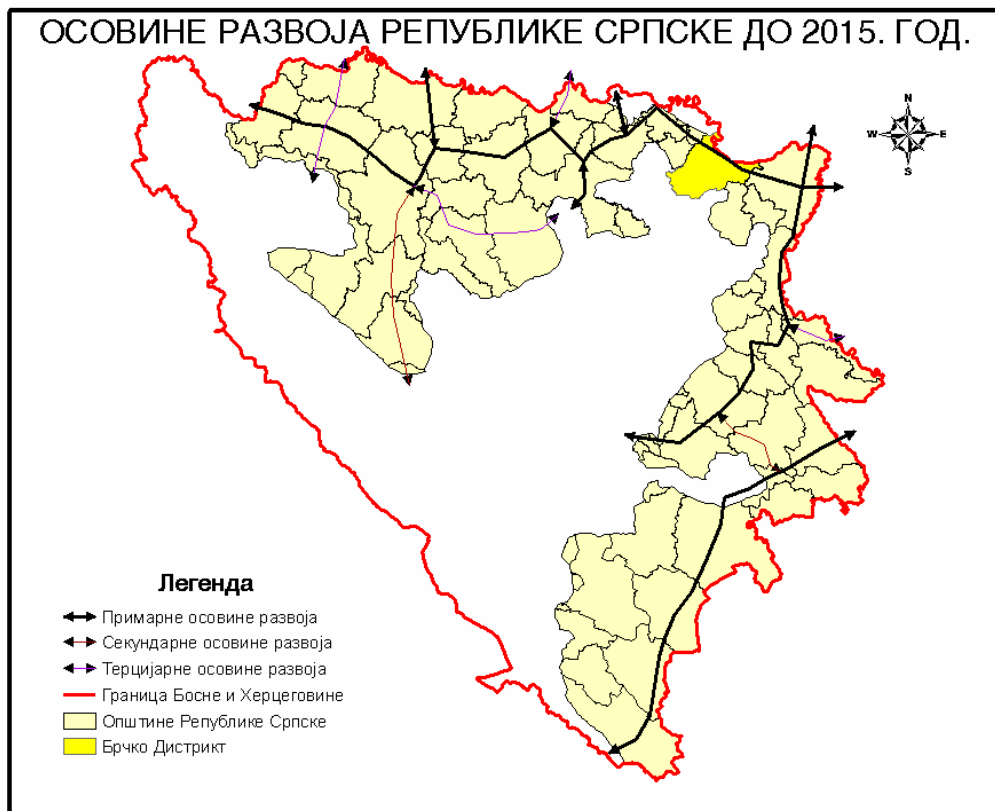 ОСОВИНЕ РАЗВОЈА РЕПУБЛИКЕ СРПСКЕ ДО 2015. ГОД.
N
W E
S
Легенда
Примарне осовине развоја
Секундарне осовине развоја
Терцијарне осовине развоја
Граница Босне и Херцеговине
Општине Републике Српске
Брчко Дистрикт